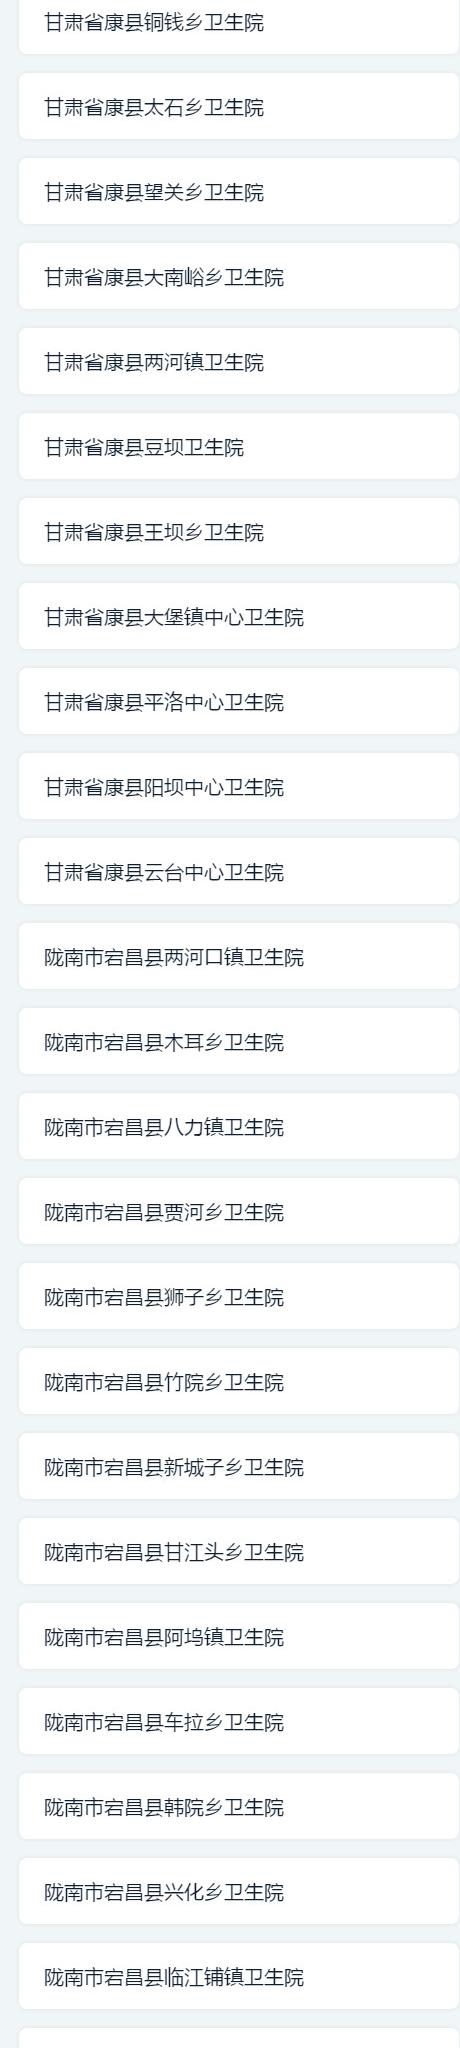 甘肃省康县铜钱乡卫生院
甘肃省康县太石乡卫生院
甘肃省康县望关乡卫生院
甘肃省康县大南峪乡卫生院
甘肃省康县两河镇卫生院
甘肃省康县豆坝卫生院
甘肃省康县王坝乡卫生院
甘肃省康县大堡镇中心卫生院
甘肃省康县平洛中心卫生院
甘肃省康县阳坝中心卫生院
甘肃省康县云台中心卫生院
陇南市宕昌县两河口镇卫生院
陇南市宕昌县木耳乡卫生院
陇南市宕昌县八力镇卫生院
陇南市宕昌县贾河乡卫生院
陇南市宕昌县狮子乡卫生院
陇南市宕昌县竹院乡卫生院
陇南市宕昌县新城子乡卫生院
陇南市宕昌县甘江头乡卫生院
陇南市宕昌县阿坞镇卫生院
陇南市宕昌县车拉乡卫生院
陇南市宕昌县韩院乡卫生院
陇南市宕昌县兴化乡卫生院
陇南市宕昌县临江铺镇卫生院